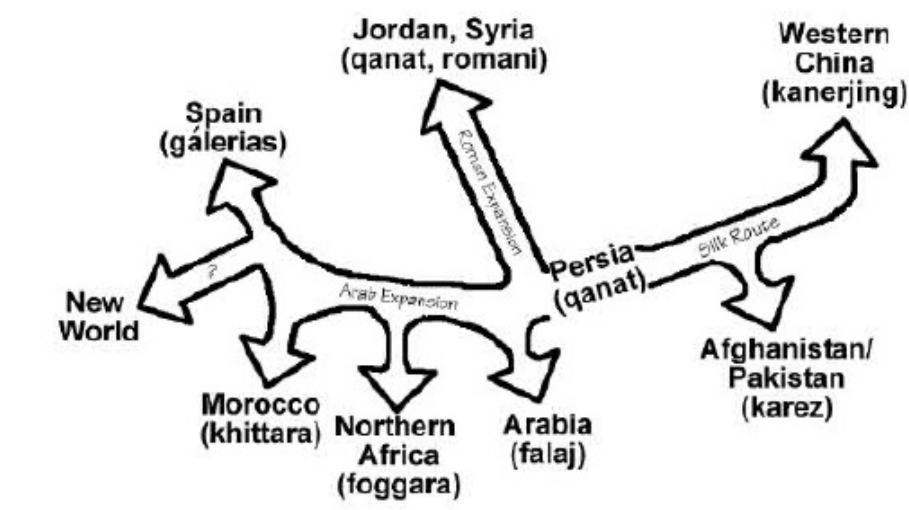 Jordan, Syria
(qanat, romani)
Western
China
(kanerjing)
Spain
(gálerias)
Roman Expansion
Persia
(qanat)
Silk Route
?
Arab Expansion
New
World
Afghanistan/
Pakistan
(karez)
Morocco
(khittara)
Northern
Africa
(foggara)
Arabia
(falaj)